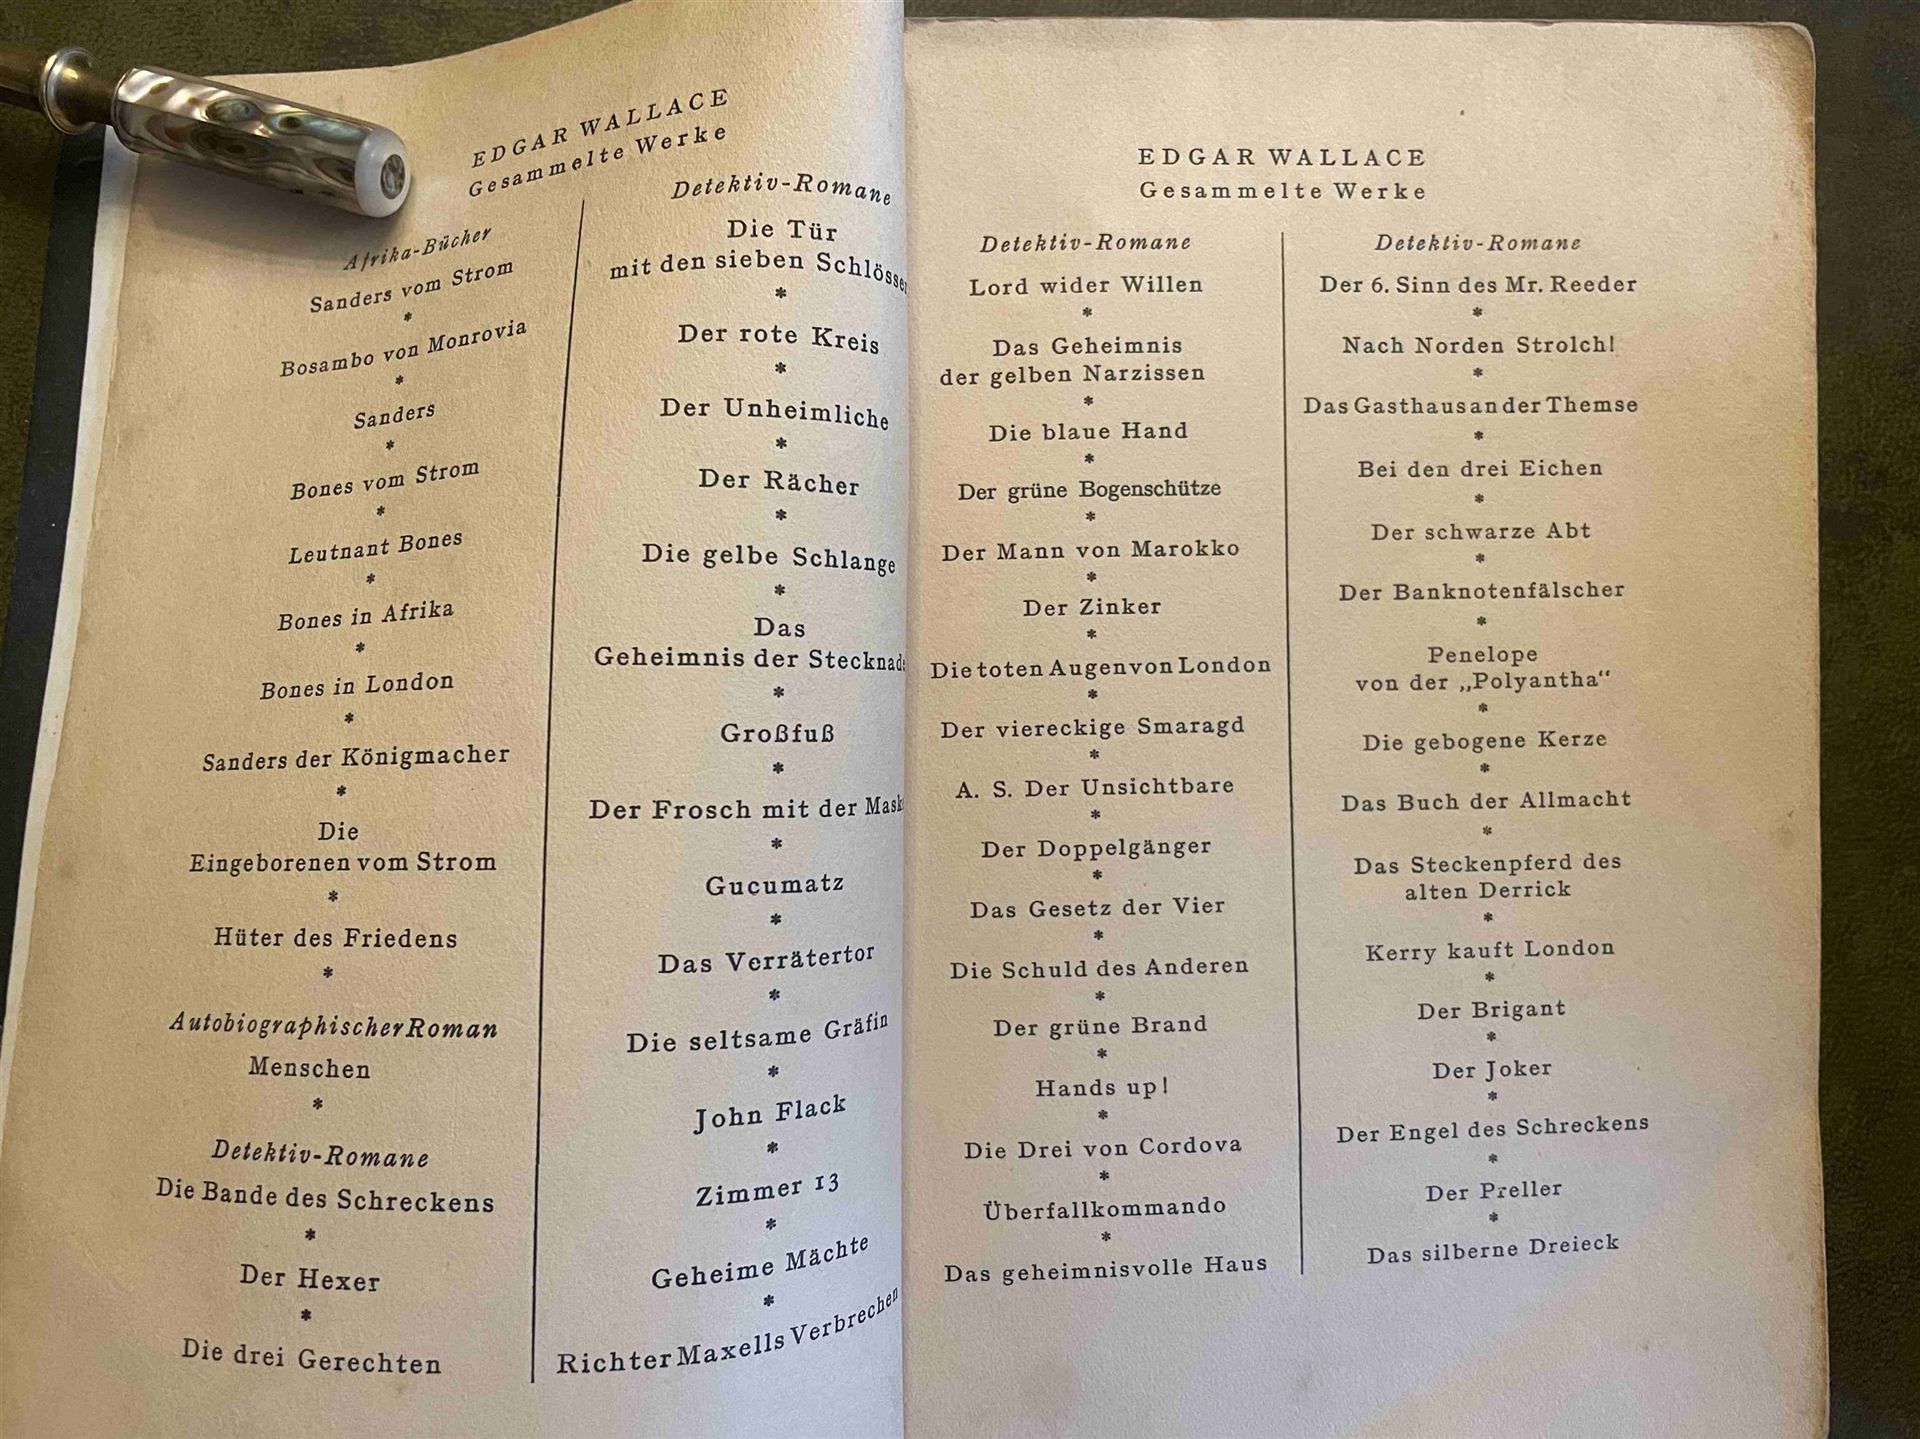 EDGAR WALLACE
Gesammelte Werke
Afrika-Bücher
Sanders vom Strom
*
Bosambo von Monrovia
*
Sanders
*
Bones vom Strom
*
Leutnant Bones
*
Bones in Afrika
*
Bones in London
*
Sanders der Königmacher
*
Die
Eingeborenen vom Strom
*
Hüter des Friedens
*
Autobiographischer Roman
Menschen
*
Detektiv-Romane
Die Bande des Schreckens
*
Der Hexer
*
Die drei Gerechten
Detektiv-Romane
Die Tür
mit den sieben Schlössern
*
Der rote Kreis
*
Der Unheimliche
*
Der Rächer
*
Die gelbe Schlange
*
Das
Geheimnis der Stecknad
*
Großfuß
*
Der Frosch mit der Mask
*
Gucumatz
*
Das Verrätertor
*
Die seltsame Gräfin
*
John Flack
*
Zimmer 13
*
Geheime Mächte
*
Richter Maxells Verbrechen
EDGAR WALLACE
Gesammelte Werke
Detektiv-Romane
Lord wider Willen
*
Das Geheimnis
der gelben Narzissen
*
Die blaue Hand
*
Der grüne Bogenschütze
*
Der Mann von Marokko
*
Der Zinker
*
Die toten Augen von London
*
Der viereckige Smaragd
*
A. S. Der Unsichtbare
*
Der Doppelgänger
*
Das Gesetz der Vier
*
Die Schuld des Anderen
*
Der grüne Brand
*
Hands up!
*
Die Drei von Cordova
*
Überfallkommando
*
Das geheimnisvolle Haus
Detektiv-Romane
Der 6. Sinn des Mr. Reeder
*
Nach Norden Strolch!
*
Das Gasthaus an der Themse
*
Bei den drei Eichen
*
Der schwarze Abt
*
Der Banknotenfälscher
*
Penelope
von der „Polyantha“
*
Die gebogene Kerze
*
Das Buch der Allmacht
*
Das Steckenpferd des
alten Derrick
*
Kerry kauft London
*
Der Brigant
*
Der Joker
*
Der Engel des Schreckens
*
Der Preller
*
Das silberne Dreieck